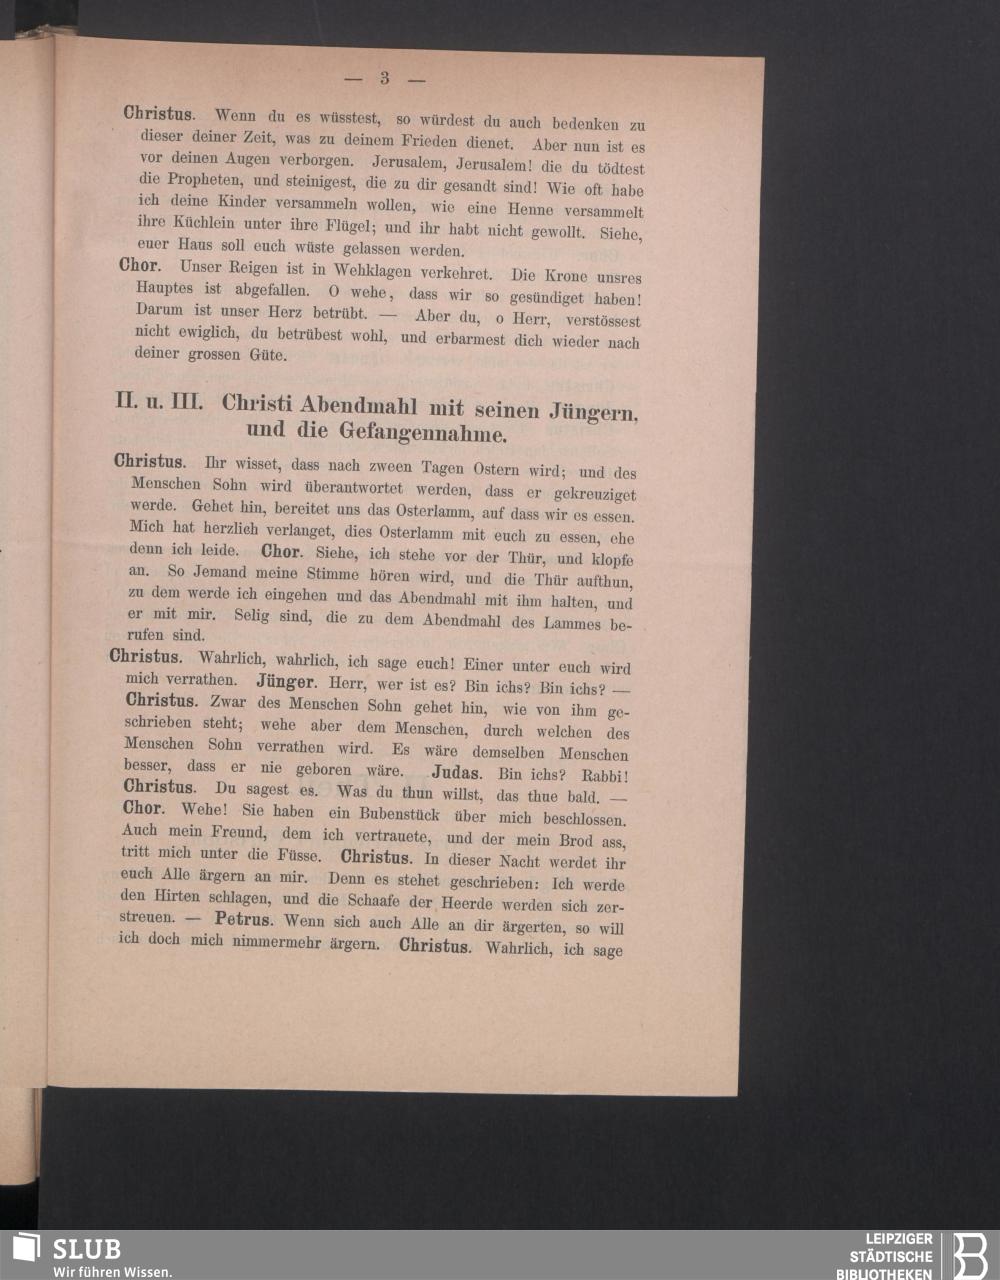 — 3 —
Christus. Wenn du es wüsstest, so würdest du auch bedenken zu
dieser deiner Zeit, was zu deinem Frieden dienet. Aber nun ist es
vor deinen Augen verborgen. Jerusalem, Jerusalem! die du tödtest
die Propheten, und steinigest, die zu dir gesandt sind! Wie oft habe
ich deine Kinder versammeln wollen, wie eine Henne versammelt
ihre Küchlein unter ihre Flügel; und ihr habt nicht gewollt. Siehe,
euer Haus soll euch wüste gelassen werden.
Chor. Unser Reigen ist in Wehklagen verkehret. Die Krone unsres
Hauptes ist abgefallen. O wehe, dass wir so gesündiget haben!
Darum ist unser Herz betrübt. — Aber du, o Herr, verstössest
nicht ewiglich, du betrübest wohl, und erbarmest dich wieder nach
deiner grossen Güte.
II. u. III. Christi Abendmahl mit seinen Jüngern,
und die Gefangennahme.
Christus. Ihr wisset, dass nach zween Tagen Ostern wird; und des
Menschen Sohn wird überantwortet werden, dass er gekreuziget
werde. Gehet hin, bereitet uns das Osterlamm, auf dass wir es essen.
Mich hat herzlich verlanget, dies Osterlamm mit euch zu essen, ehe
denn ich leide. Chor. Siehe, ich stehe vor der Thür, und klopfe
an. So Jemand meine Stimme hören wird, und die Thür aufthun,
zu dem werde ich eingehen und das Abendmahl mit ihm halten, und
er mit mir. Selig sind, die zu dem Abendmahl des Lammes be-
rufen sind.
Christus. Wahrlich, wahrlich, ich sage euch! Einer unter euch wird
mich verrathen. Jünger. Herr, wer ist es? Bin ichs? Bin ichs? —
Christus. Zwar des Menschen Sohn gehet hin, wie von ihm ge-
schrieben steht; wehe aber dem Menschen, durch welchen des
Menschen Sohn verrathen wird. Es wäre demselben Menschen
besser, dass er nie geboren wäre. Judas. Bin ichs? Rabbi!
Christus. Du sagest es. Was du thun willst, das thue bald. —
Chor. Wehe! Sie haben ein Bubenstück über mich beschlossen.
Auch mein Freund, dem ich vertrauete, und der mein Brod ass,
tritt mich unter die Füsse. Christus. In dieser Nacht werdet ihr
euch Alle ärgern an mir. Denn es stehet geschrieben: Ich werde
den Hirten schlagen, und die Schaafe der Heerde werden sich zer-
streuen. — Petrus. Wenn sich auch Alle an dir ärgerten, so will
ich doch mich nimmermehr ärgern. Christus. Wahrlich, ich sage
SLUB
Wir führen Wissen.
LEIPZIGER
STÄDTISCHE
BIBLIOTHEKEN